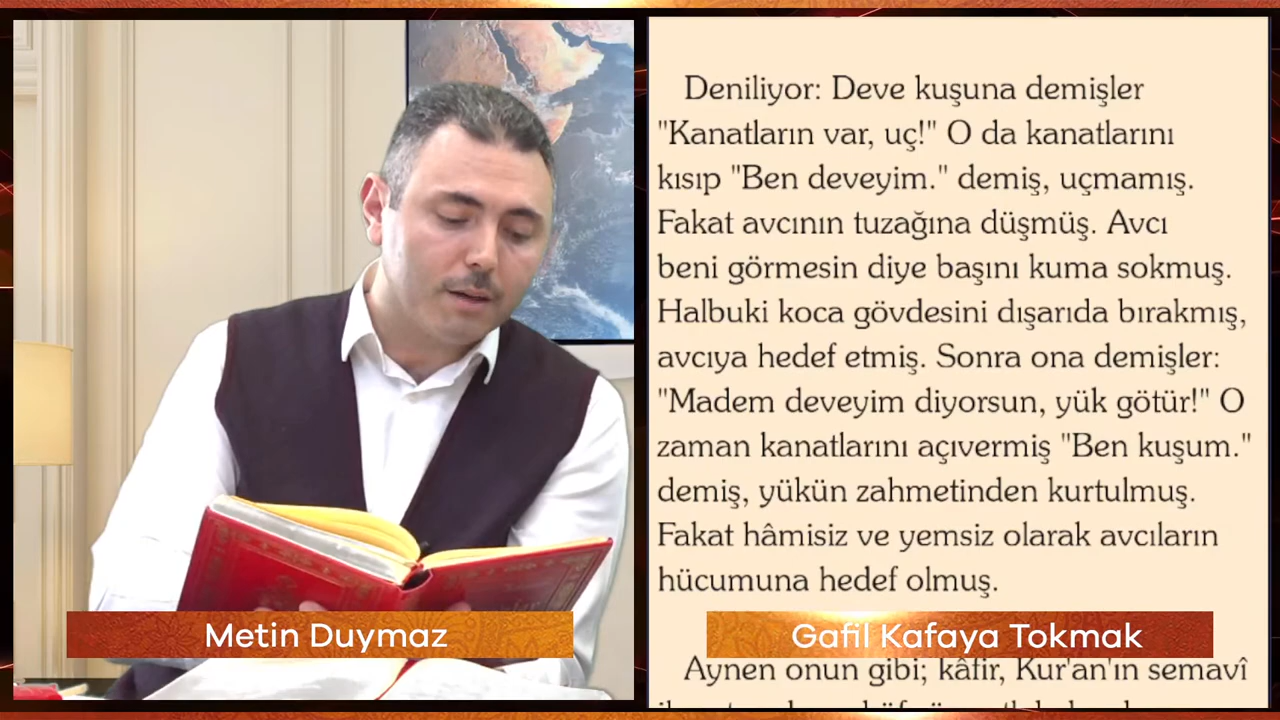 Deniliyor: Deve kuşuna demişler
"Kanatların var, uç!" O da kanatlarını
kısıp "Ben deveyim." demiş, uçmamış.
Fakat avcının tuzağına düşmüş. Avcı
beni görmesin diye başını kuma sokmuş.
Halbuki koca gövdesini dışarıda bırakmış,
avcıya hedef etmiş. Sonra ona demişler:
"Madem deveyim diyorsun, yük götür!" O
zaman kanatlarını açıvermiş "Ben kuşum."
demiş, yükün zahmetinden kurtulmuş.
Fakat hâmisiz ve yemsiz olarak avcıların
hücumuna hedef olmuş.
Metin Duymaz
Gafil Kafaya Tokmak
Aynen onun gibi; kâfir, Kur'an'ın semavî